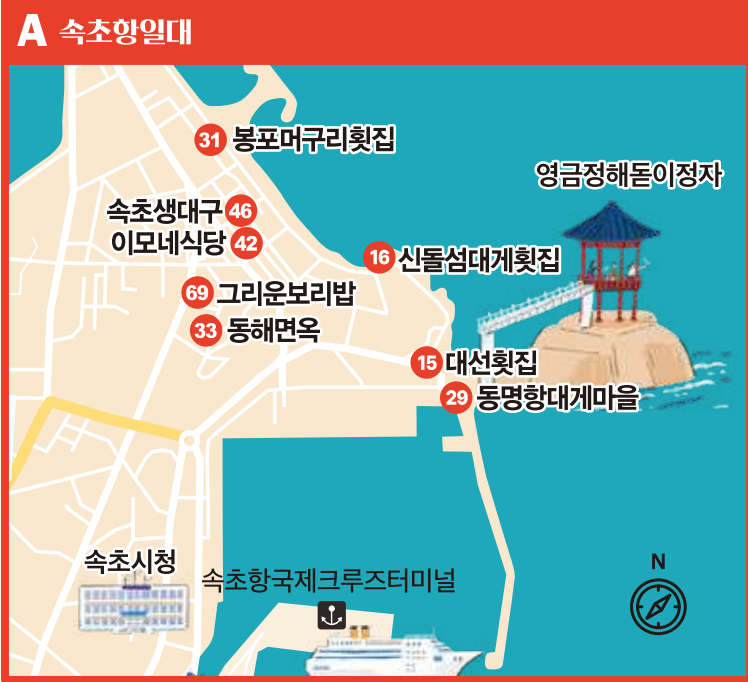 A 속초항일대
31 봉포머구리횟집
영금정해돋이정자
속초생대구 46
이모네식당 42
16 신돌섬대게횟집
69 그리운보리밥
33 동해면옥
15 대선횟집
29 동명항대게마을
속초시청
속초항국제크루즈터미널
N